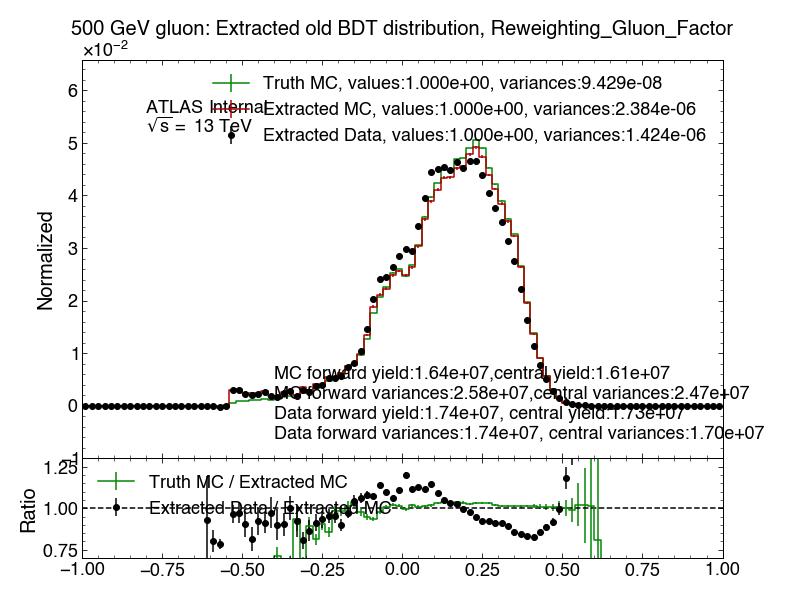 500 GeV gluon: Extracted old BDT distribution, Reweighting_Gluon_Factor
×10⁻²
Truth MC, values:1.000e+00, variances:9.429e-08
ATLAS Internal
Extracted MC, values:1.000e+00, variances:2.384e-06
√s = 13 TeV
Extracted Data, values:1.000e+00, variances:1.424e-06
Normalized
6
5
4
3
2
1
0
−1
MC forward yield:1.64e+07,central yield:1.61e+07
MC forward variances:2.58e+07,central variances:2.47e+07
Data forward yield:1.74e+07, central yield:1.73e+07
Data forward variances:1.74e+07, central variances:1.70e+07
Ratio
1.25
1.00
0.75
Truth MC / Extracted MC
Extracted Data / Extracted MC
−1.00 −0.75 −0.50 −0.25 0.00 0.25 0.50 0.75 1.00